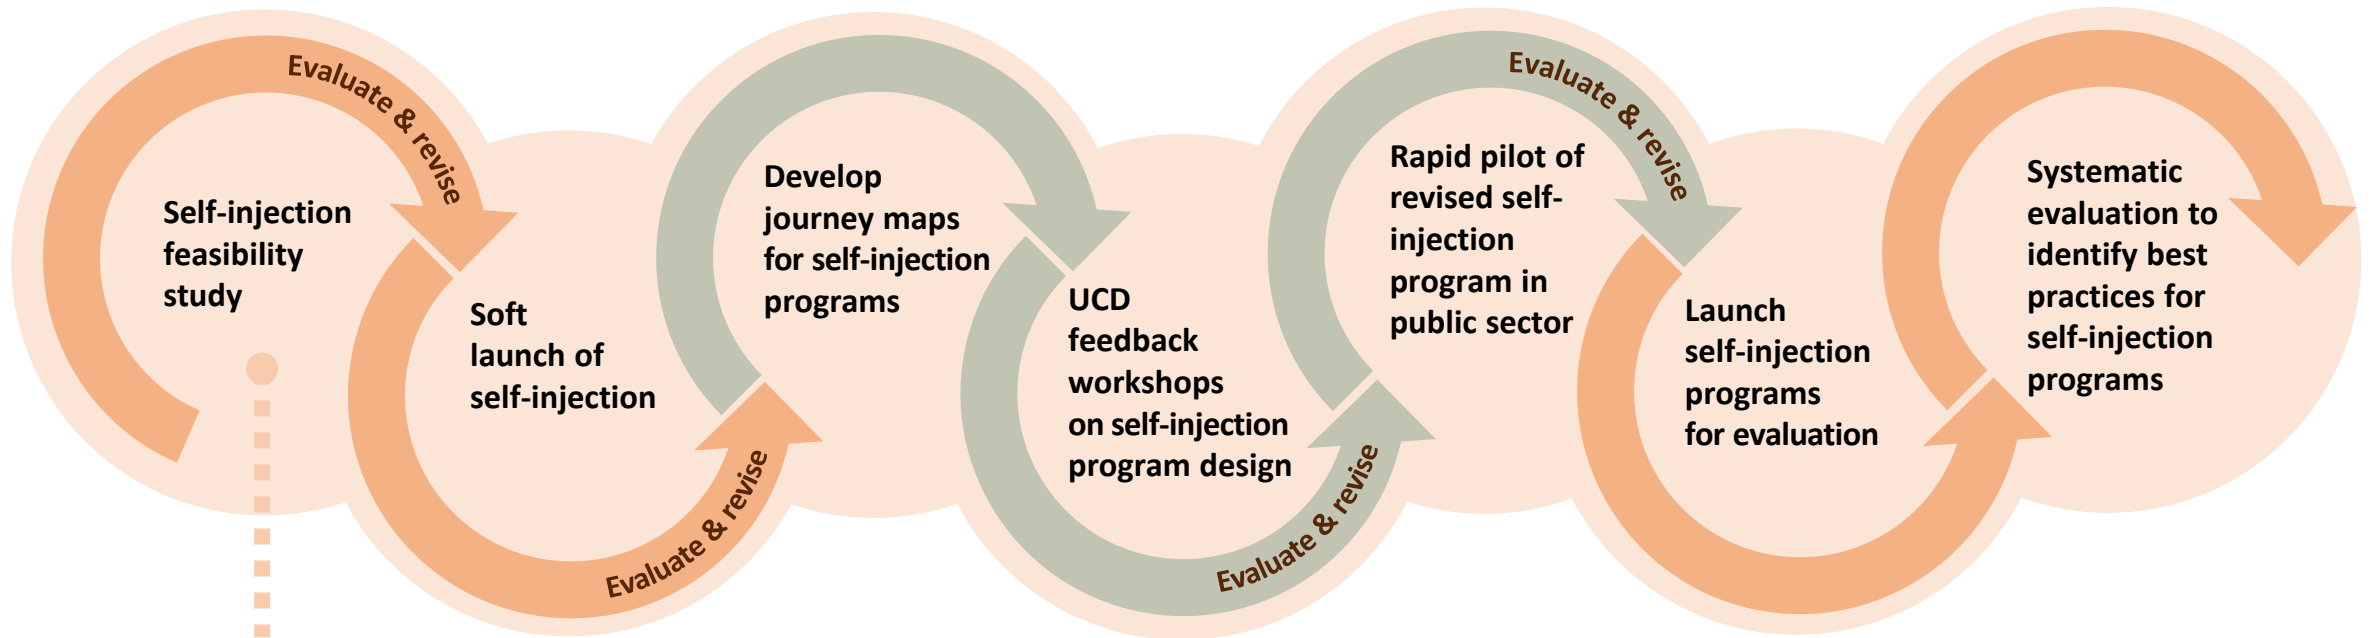 Self-injection
feasibility
study
Evaluate & revise
Soft
launch of
self-injection
Evaluate & revise
Develop
journey maps
for self-injection
programs
UCD
feedback
workshops
on self-injection
program design
Evaluate & revise
Rapid pilot of
revised self-
injection
program in
public sector
Evaluate & revise
Launch
self-injection
programs
for evaluation
Systematic
evaluation to
identify best
practices for
self-injection
programs